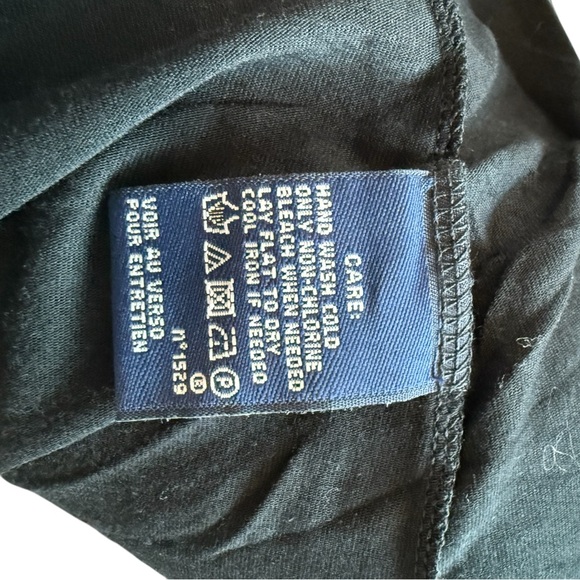 CARE:
HAND WASH COLD
ONLY NON-CHLORINE
BLEACH WHEN NEEDED
LAY FLAT TO DRY
COOL IRON IF NEEDED
P
n° 1529 B
VOIR AU VERSO
POUR ENTRETIEN